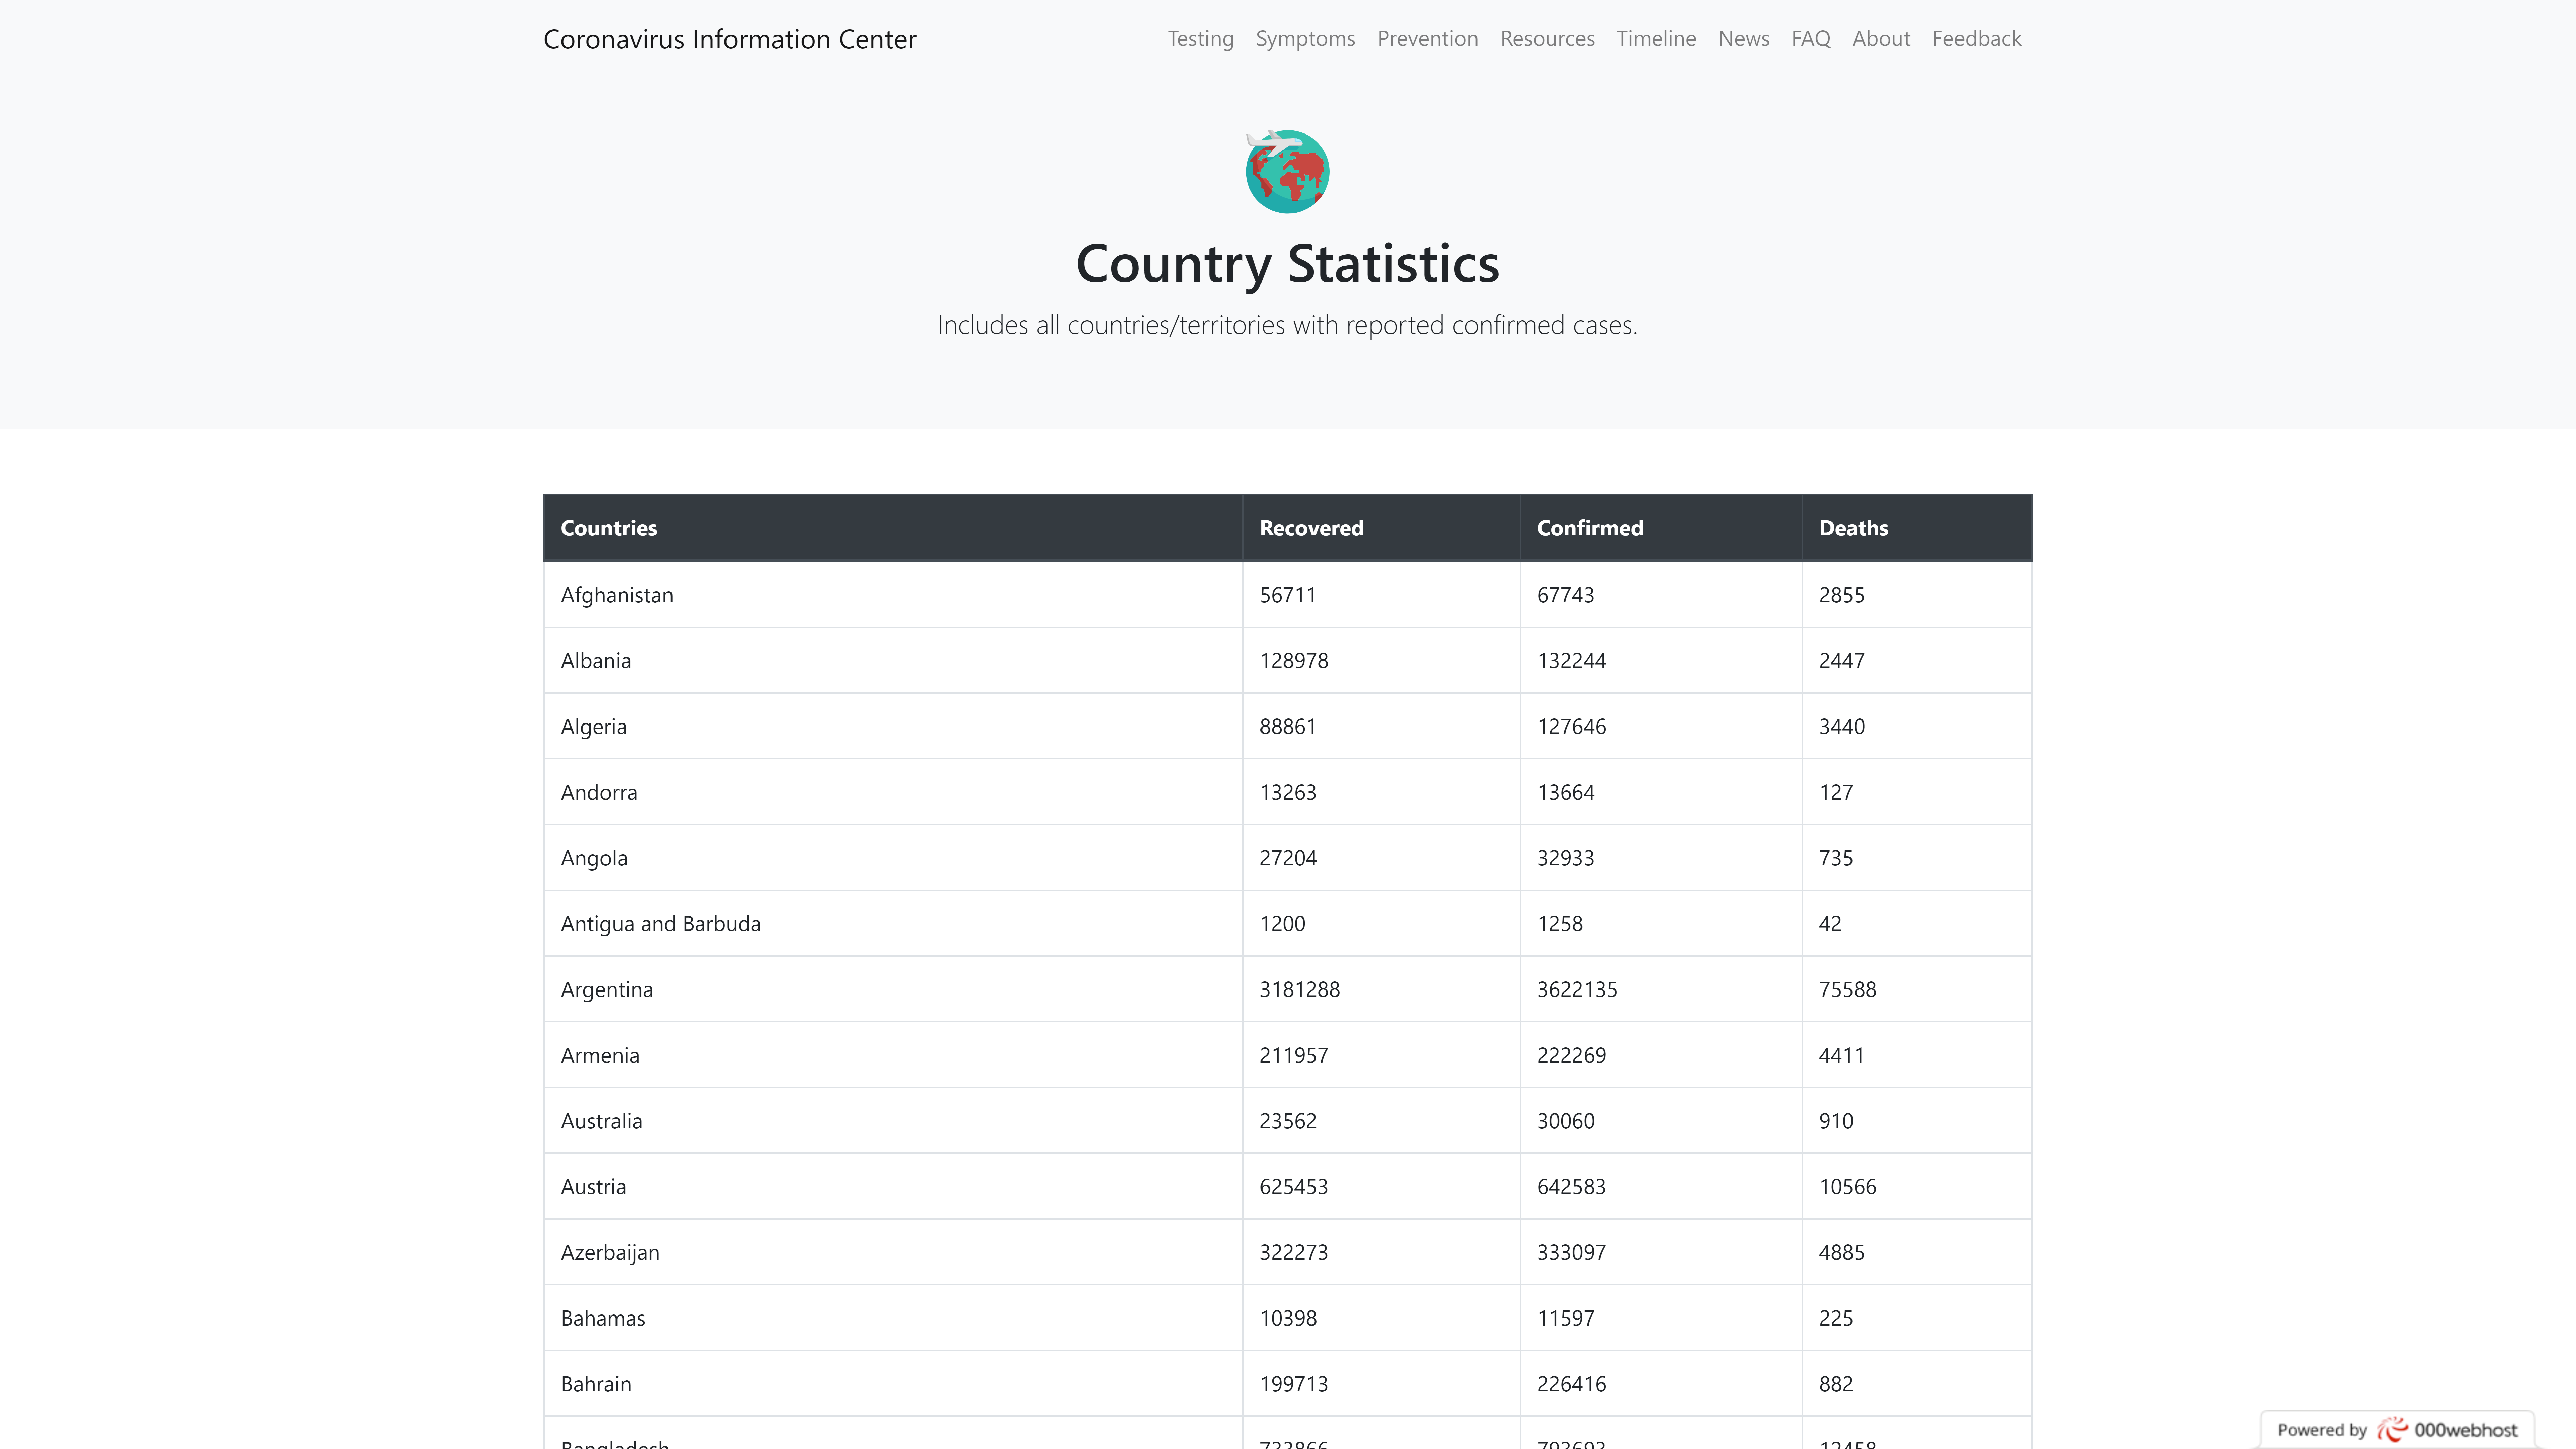 Coronavirus Information Center Testing Symptoms Prevention Resources Timeline News FAQ About Feedback
Country Statistics
Includes all countries/territories with reported confirmed cases.
Countries Recovered Confirmed Deaths
Afghanistan 56711 67743 2855
Albania 128978 132244 2447
Algeria 88861 127646 3440
Andorra 13263 13664 127
Angola 27204 32933 735
Antigua and Barbuda 1200 1258 42
Argentina 3181288 3622135 75588
Armenia 211957 222269 4411
Australia 23562 30060 910
Austria 625453 642583 10566
Azerbaijan 322273 333097 4885
Bahamas 10398 11597 225
Bahrain 199713 226416 882
Bangladesh
Powered by 000webhost